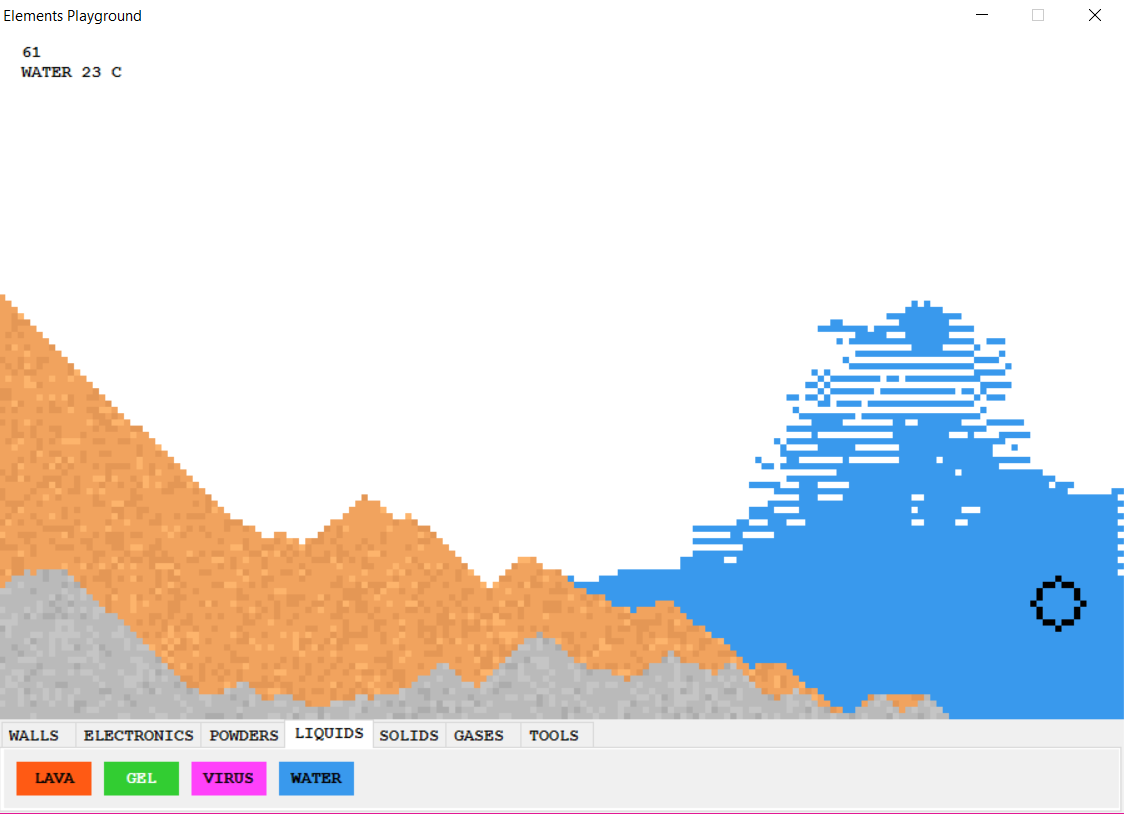 Elements Playground
61
WATER 23 C
WALLS ELECTRONICS POWDERS LIQUIDS SOLIDS GASES TOOLS
LAVA GEL VIRUS WATER